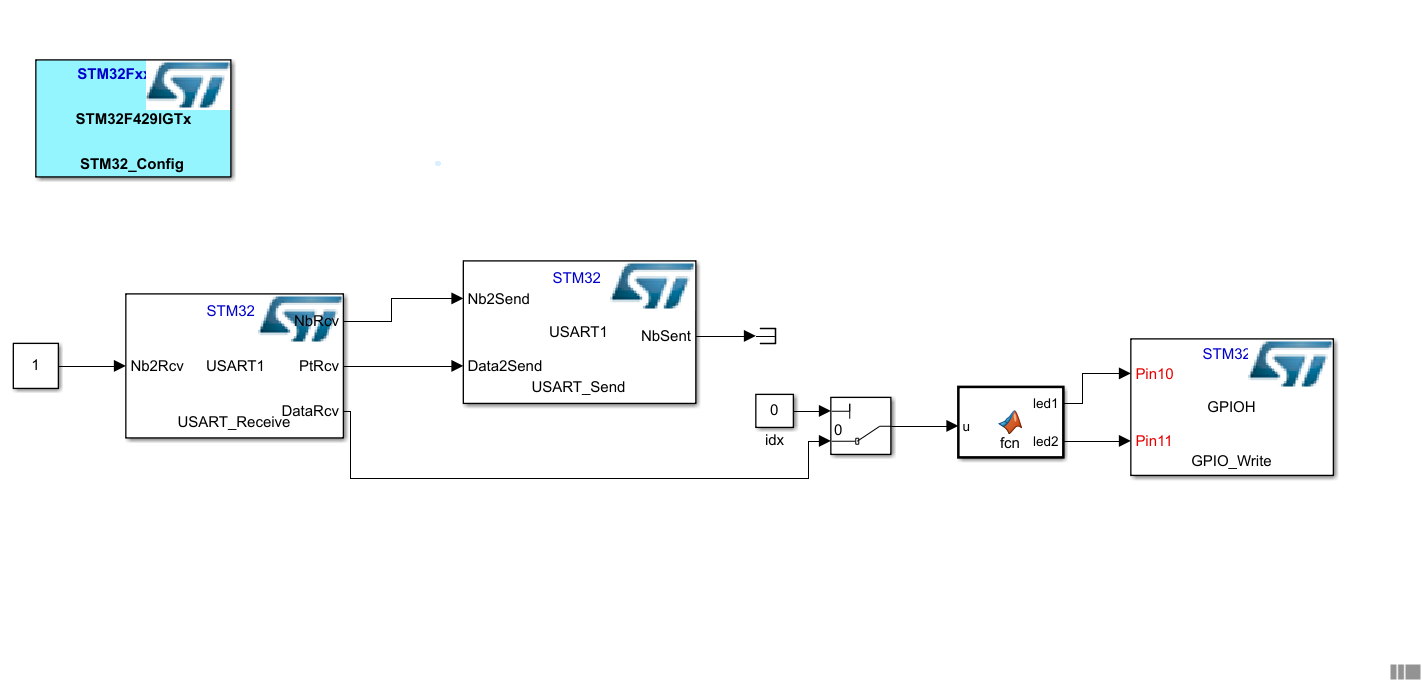 STM32Fxx
STM32F429IGTx
STM32_Config
1
Nb2Rcv
STM32
USART1
USART_Receive
NbRcv
PtRcv
DataRcv
Nb2Send
Data2Send
STM32
USART1
USART_Send
NbSent
0
idx
0
0
u
fcn
led1
led2
Pin10
Pin11
STM32
GPIOH
GPIO_Write